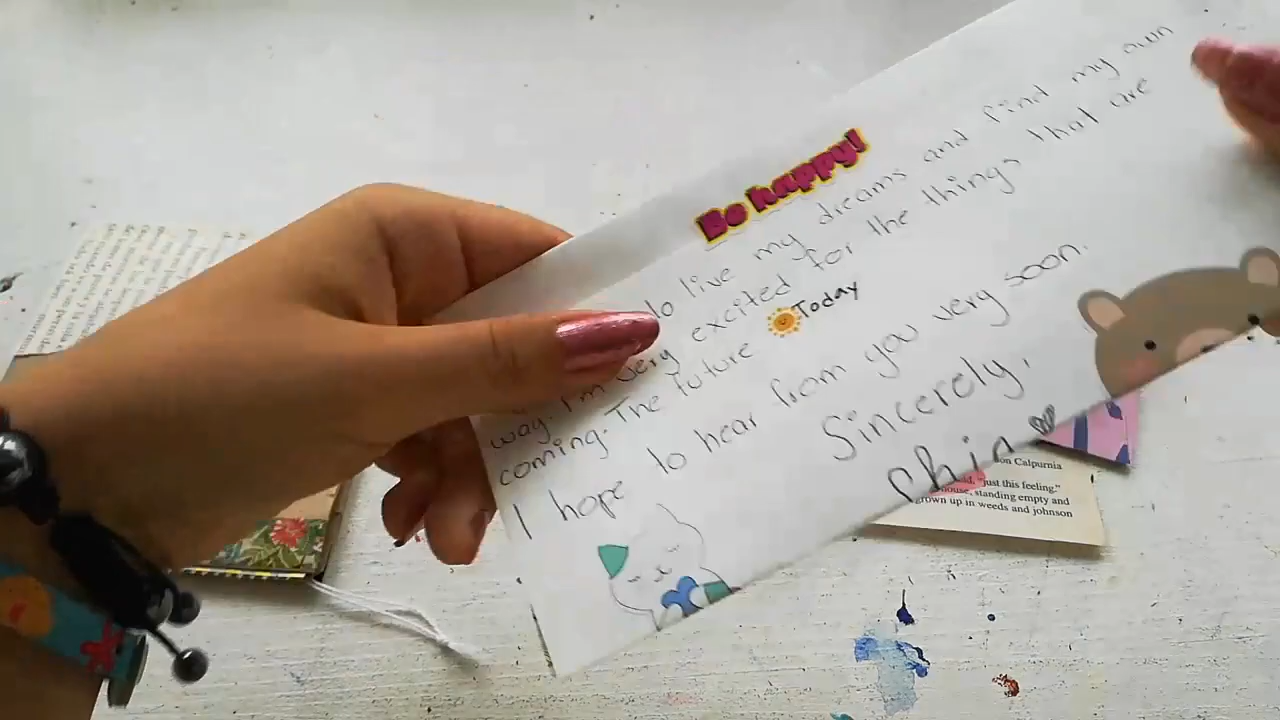 Be happy!
to live my dreams and find my own
way. I'm very excited for the things that are
coming. The future Today
I hope to hear from you very soon.
Sincerely,
on Calpurnia
"just this feeling."
house, standing empty and
grown up in weeds and johnson